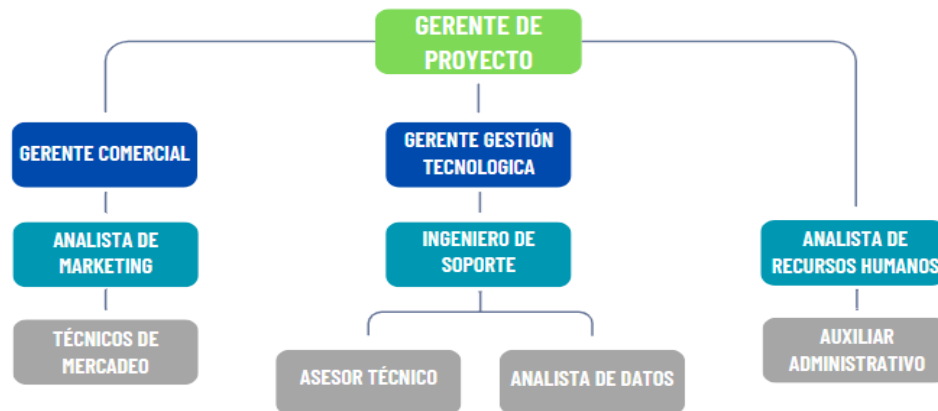 GERENTE DE
PROYECTO
GERENTE COMERCIAL
GERENTE GESTIÓN
TECNOLOGICA
ANALISTA DE
MARKETING
INGENIERO DE
SOPORTE
ANALISTA DE
RECURSOS HUMANOS
TÉCNICOS DE
MERCADEO
ASESOR TÉCNICO
ANALISTA DE DATOS
AUXILIAR
ADMINISTRATIVO